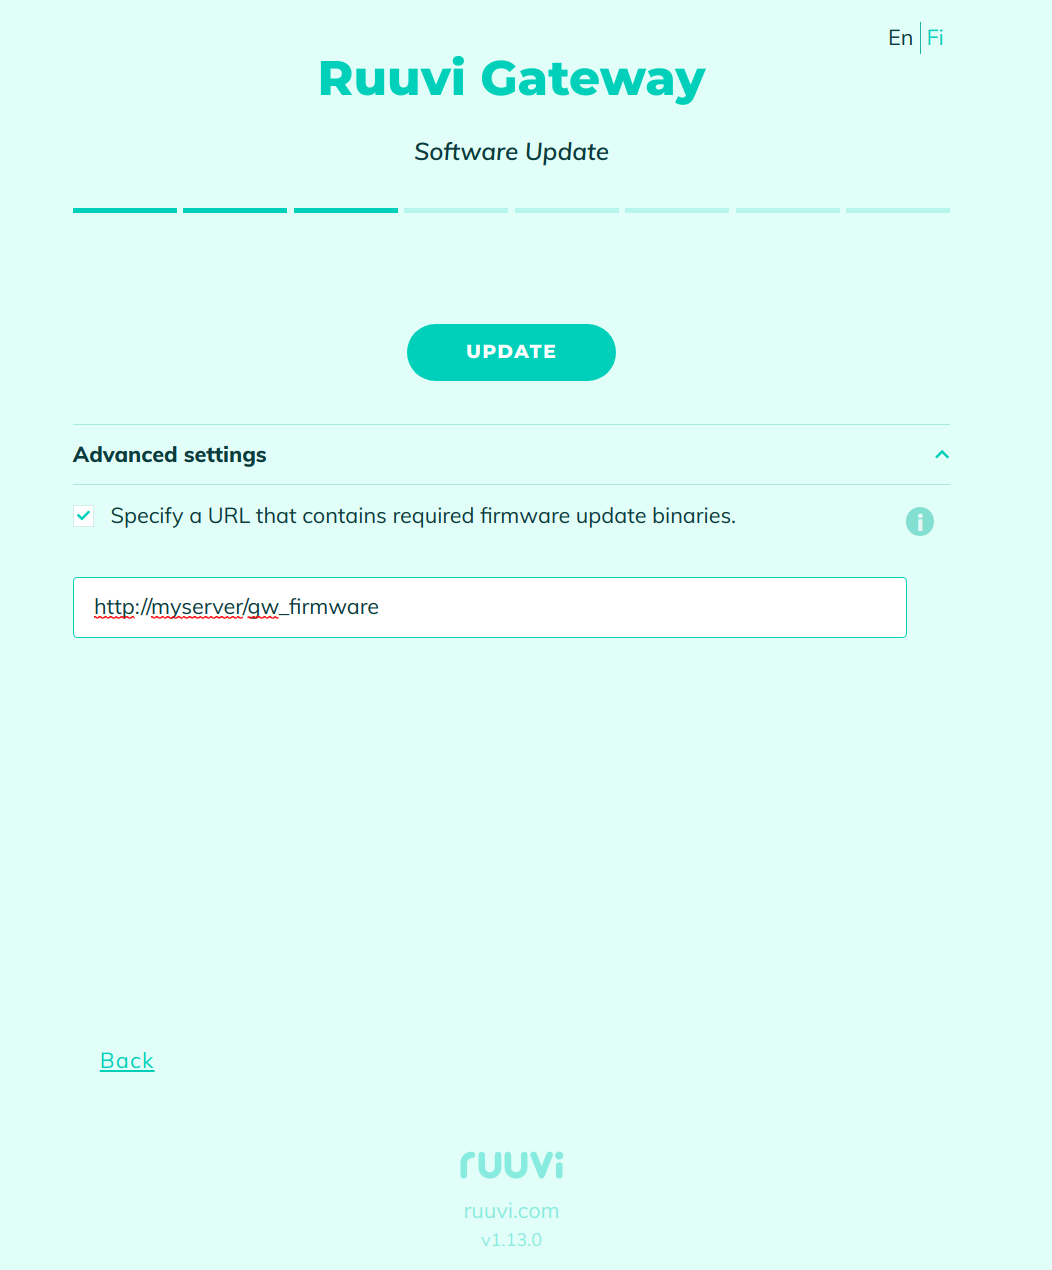 En Fi
Ruuvi Gateway
Software Update
UPDATE
Advanced settings
Specify a URL that contains required firmware update binaries.
http://myserver/gw_firmware
Back
ruuvi
ruuvi.com
v1.13.0